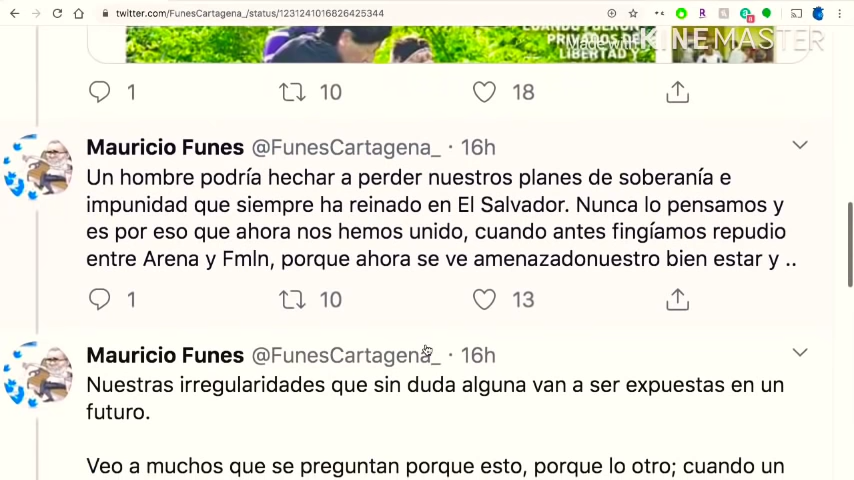 twitter.com/FunesCartagena_/status/1231241016826425344
CUANDO FUERON
PRIVADOS DE
LIBERTAD Y
Made with
KINEMASTER
1 10 18
Mauricio Funes @FunesCartagena_ · 16h
Un hombre podría hechar a perder nuestros planes de soberanía e
impunidad que siempre ha reinado en El Salvador. Nunca lo pensamos y
es por eso que ahora nos hemos unido, cuando antes fingíamos repudio
entre Arena y Fmln, porque ahora se ve amenazadonuestro bien estar y ..
1 10 13
Mauricio Funes @FunesCartagena_ · 16h
Nuestras irregularidades que sin duda alguna van a ser expuestas en un
futuro.
Veo a muchos que se preguntan porque esto, porque lo otro; cuando un